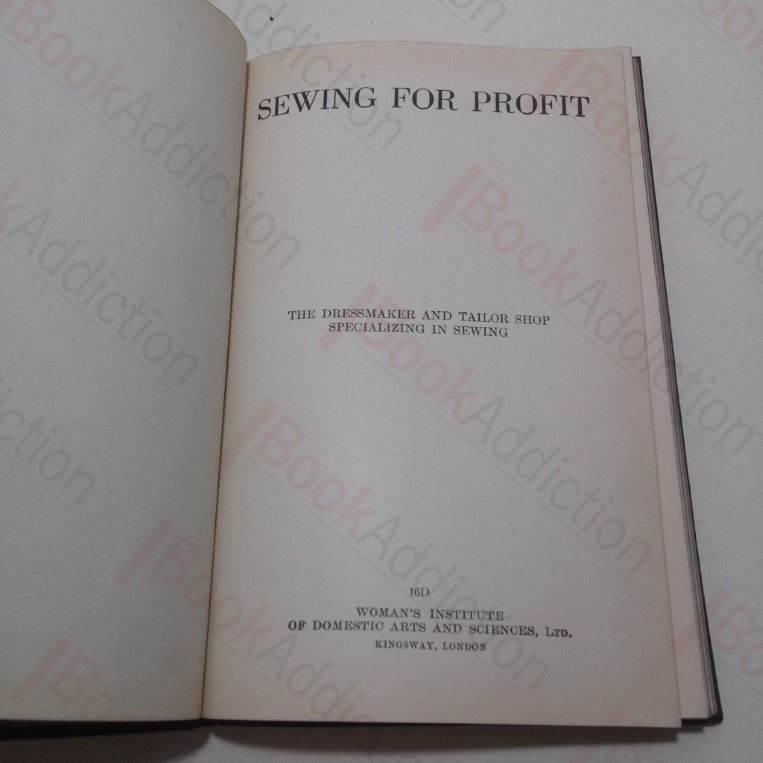 SEWING FOR PROFIT
THE DRESSMAKER AND TAILOR SHOP
SPECIALIZING IN SEWING
16D
WOMAN'S INSTITUTE
OF DOMESTIC ARTS AND SCIENCES, LTD.
KINGSWAY, LONDON
BookAddiction